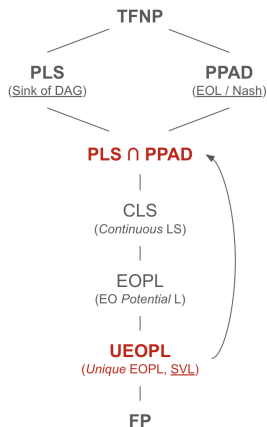 TFNP
PLS PPAD
(Sink of DAG) (EOL / Nash)
PLS ∩ PPAD
CLS
(Continuous LS)
EOPL
(EO Potential L)
UEOPL
(Unique EOPL, SVL)
FP